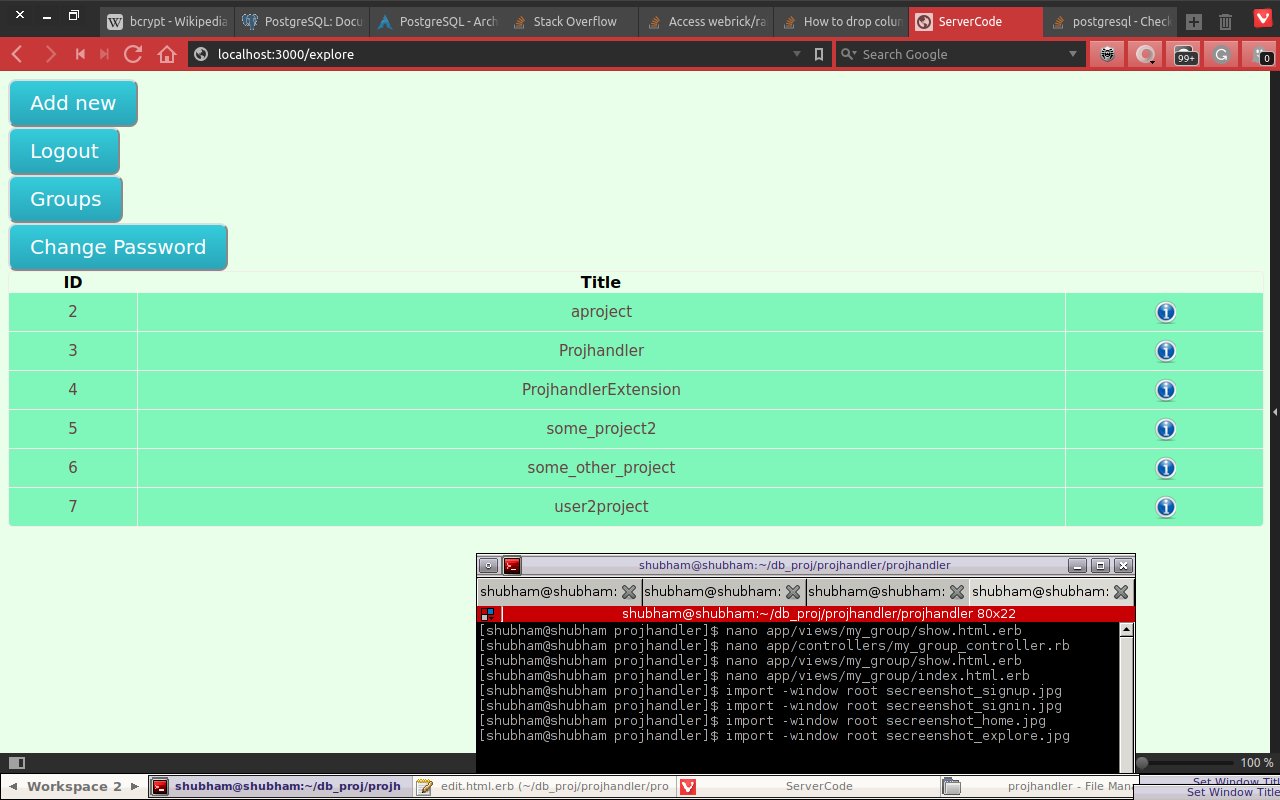 bcrypt - Wikipedia
PostgreSQL: Docu
PostgreSQL - Arch
Stack Overflow
Access webrick/ra
How to drop colun
ServerCode
postgresql - Check
localhost:3000/explore
Search Google
99+
0
Add new
Logout
Groups
Change Password
ID Title
2 aproject
3 Projhandler
4 ProjhandlerExtension
5 some_project2
6 some_other_project
7 user2project
shubham@shubham:~/db_proj/projhandler/projhandler
shubham@shubham: shubham@shubham: shubham@shubham: shubham@shubham:
shubham@shubham:~/db_proj/projhandler/projhandler 80x22
[shubham@shubham projhandler]$ nano app/views/my_group/show.html.erb
[shubham@shubham projhandler]$ nano app/controllers/my_group_controller.rb
[shubham@shubham projhandler]$ nano app/views/my_group/show.html.erb
[shubham@shubham projhandler]$ nano app/views/my_group/index.html.erb
[shubham@shubham projhandler]$ import -window root secreenshot_signup.jpg
[shubham@shubham projhandler]$ import -window root secreenshot_signin.jpg
[shubham@shubham projhandler]$ import -window root secreenshot_home.jpg
[shubham@shubham projhandler]$ import -window root secreenshot_explore.jpg
100 %
Workspace 2
shubham@shubham:~/db_proj/projh
edit.html.erb (~/db_proj/projhandler/pro
ServerCode
projhandler - File Mana
Set Window Title
Set Window Title